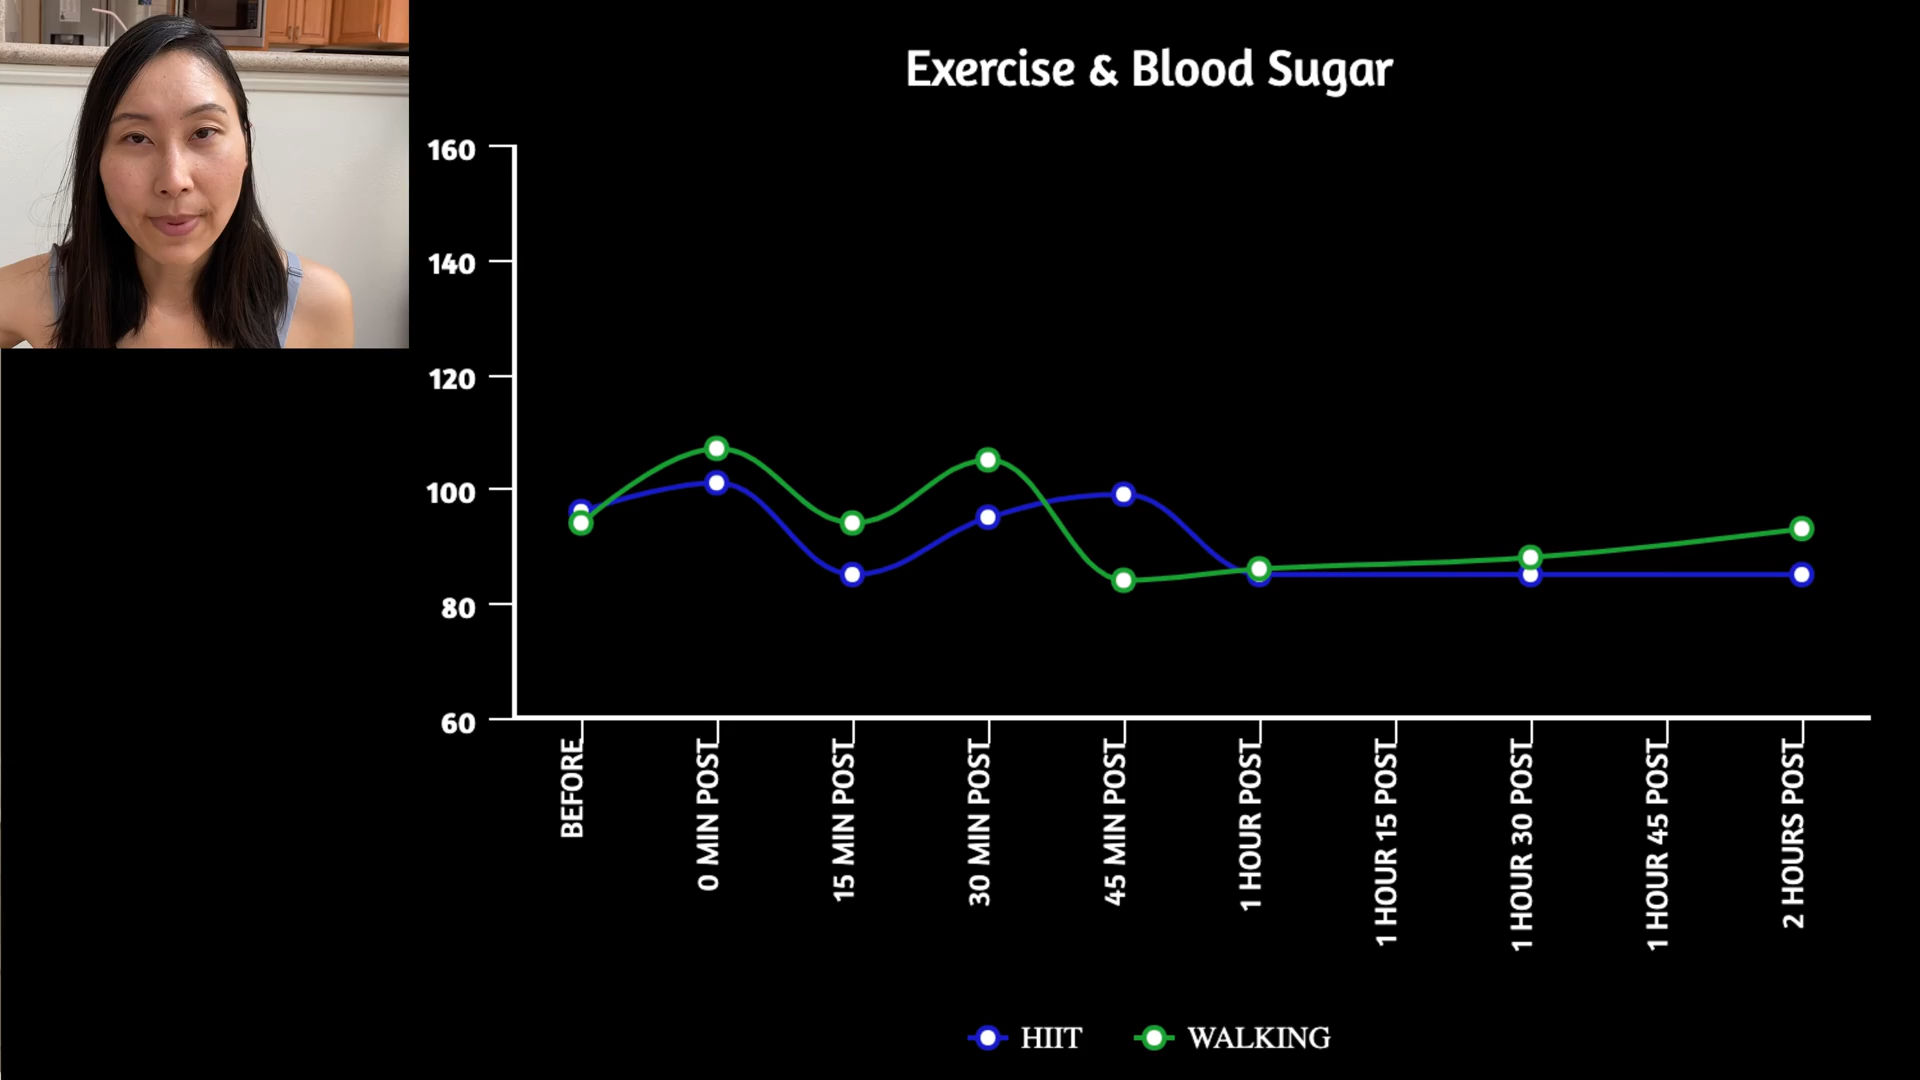 Exercise & Blood Sugar
160
140
120
100
80
60
BEFORE
0 MIN POST
15 MIN POST
30 MIN POST
45 MIN POST
1 HOUR POST
1 HOUR 15 POST
1 HOUR 30 POST
1 HOUR 45 POST
2 HOURS POST
HIIT
WALKING